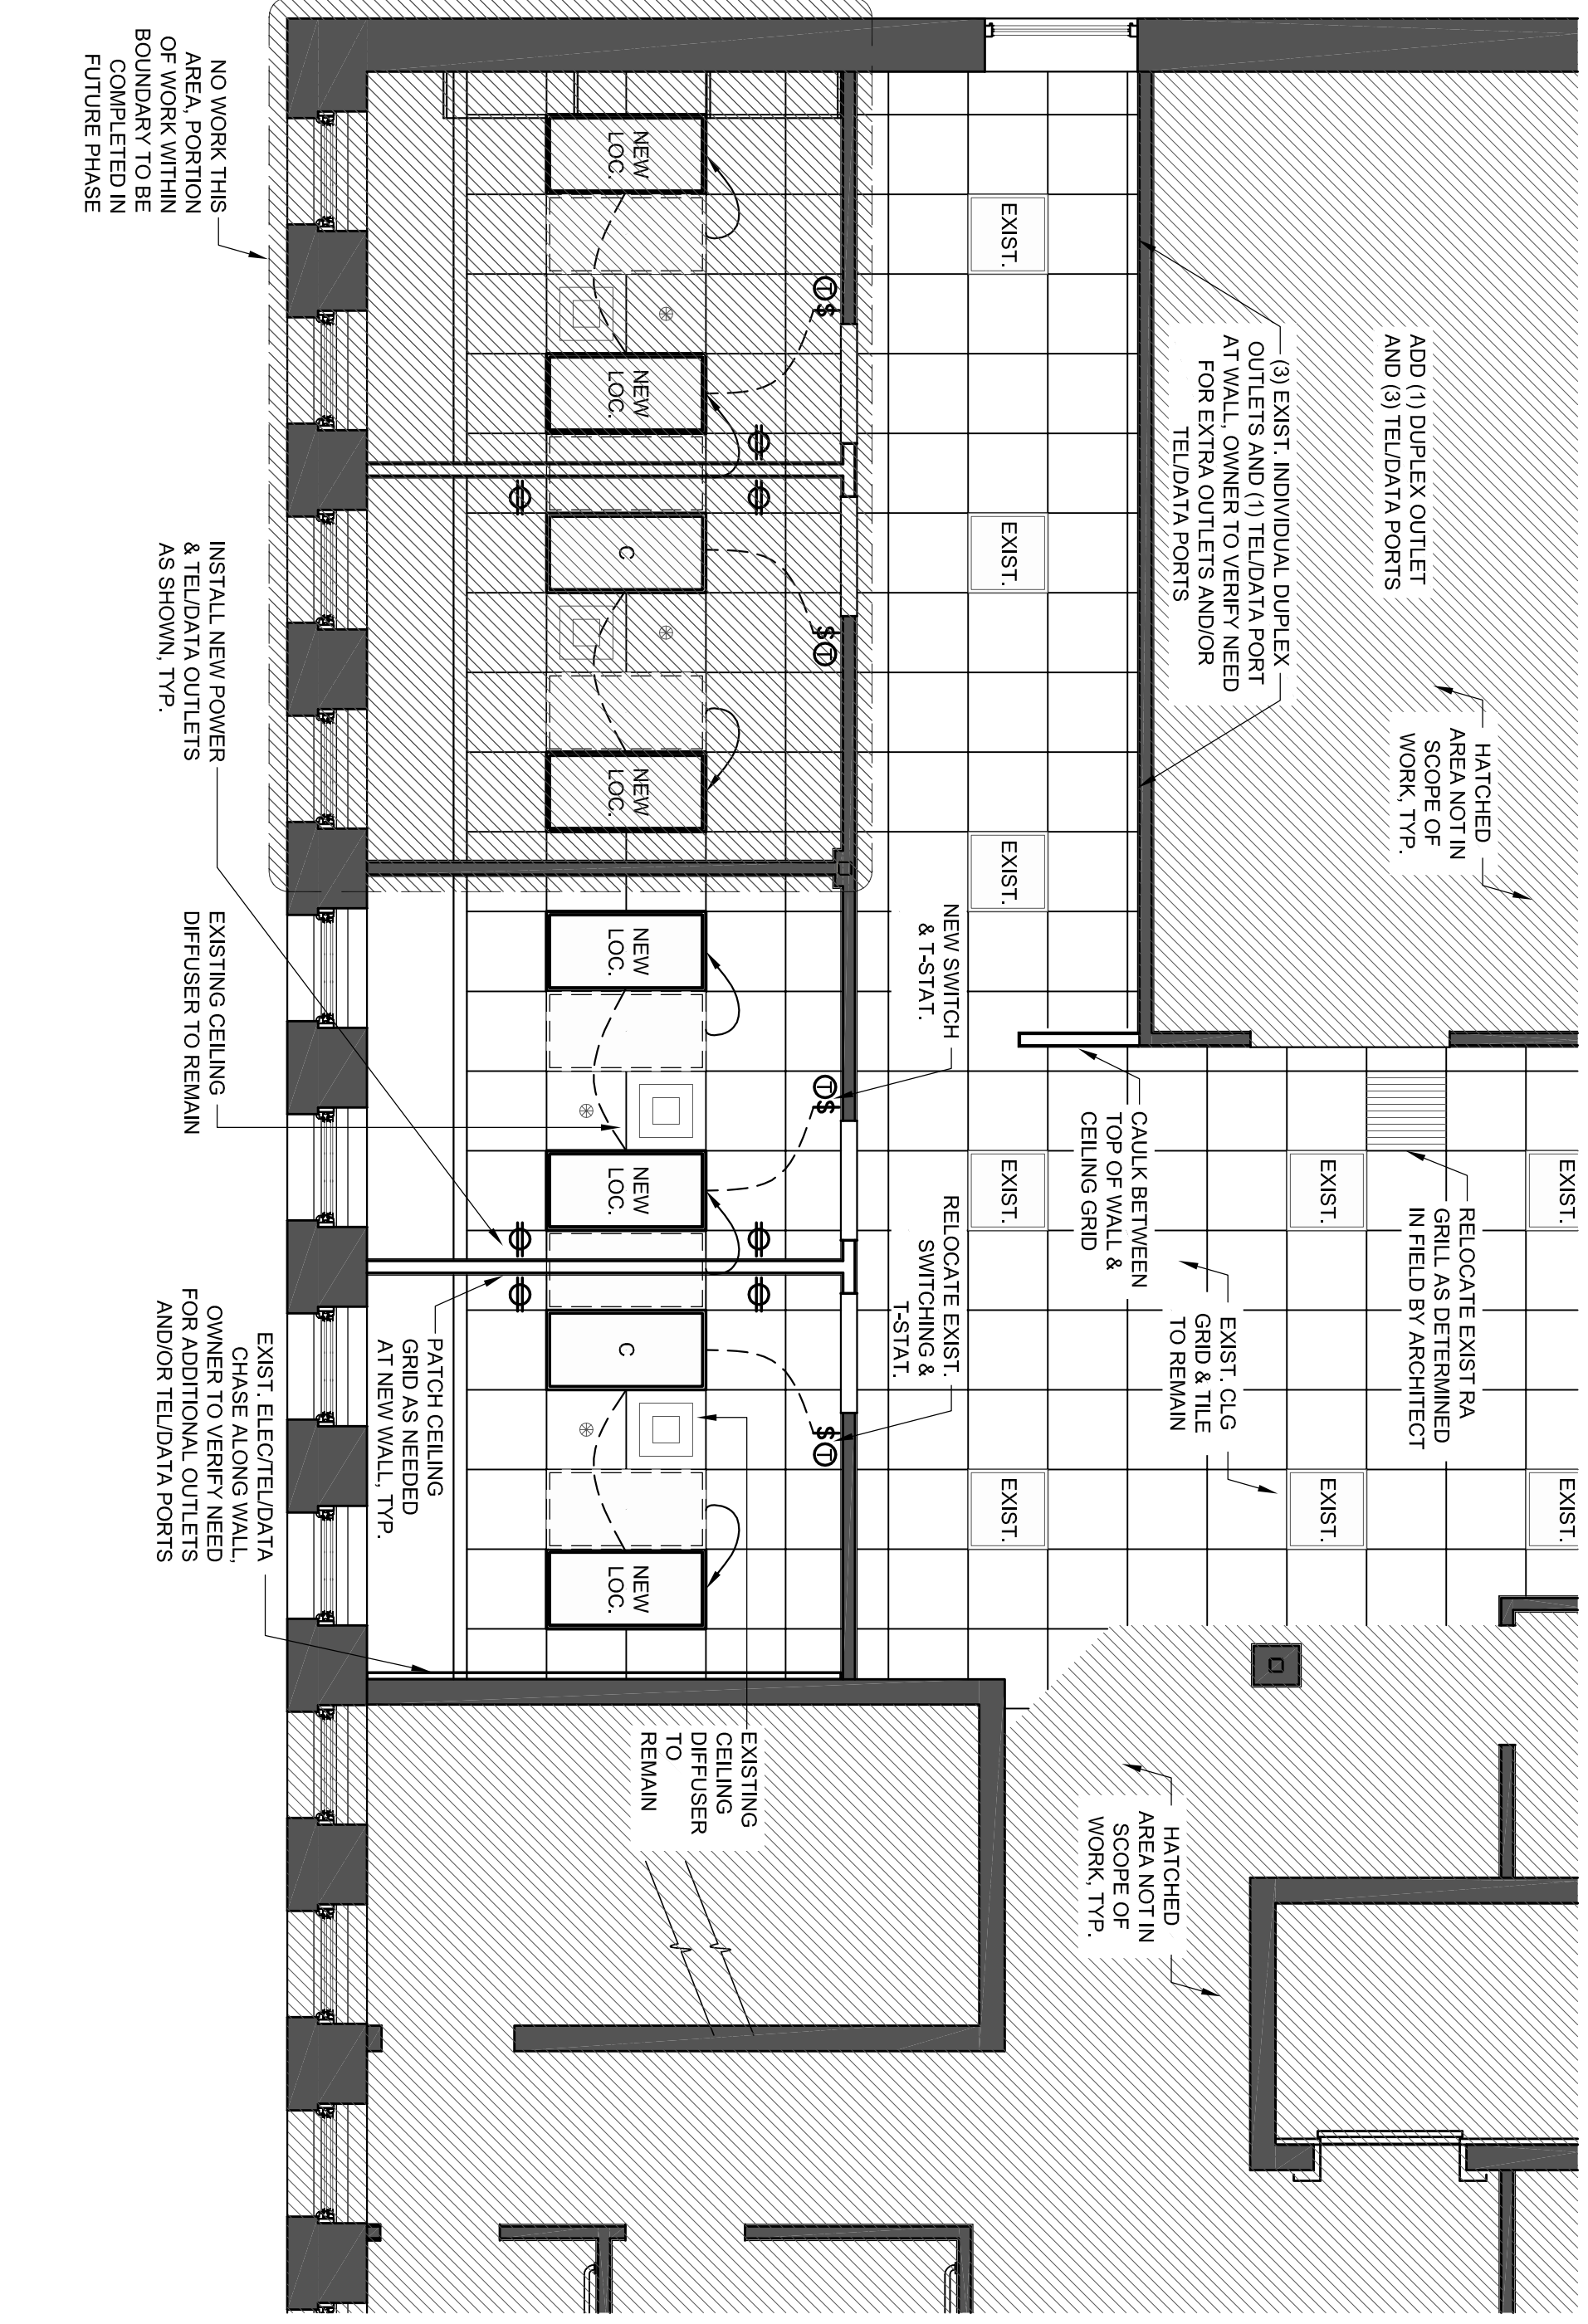 ADD (1) DUPLEX OUTLET
AND (3) TEL/DATA PORTS
HATCHED
AREA NOT IN
SCOPE OF
WORK, TYP.
(3) EXIST. INDIVIDUAL DUPLEX
OUTLETS AND (1) TEL/DATA PORT
AT WALL, OWNER TO VERIFY NEED
FOR EXTRA OUTLETS AND/OR
TEL/DATA PORTS
RELOCATE EXIST RA
GRILL AS DETERMINED
IN FIELD BY ARCHITECT
EXIST.
EXIST.
EXIST.
EXIST.
EXIST. CLG
GRID & TILE
TO REMAIN
CAULK BETWEEN
TOP OF WALL &
CEILING GRID
HATCHED
AREA NOT IN
SCOPE OF
WORK, TYP.
EXIST.
EXIST.
EXIST.
EXIST.
EXIST.
NEW SWITCH
& T-STAT.
RELOCATE EXIST.
SWITCHING &
T-STAT.
T$
$T
T$
$T
NEW
LOC.
NEW
LOC.
C
NEW
LOC.
NEW
LOC.
NEW
LOC.
C
NEW
LOC.
EXISTING
CEILING
DIFFUSER
TO
REMAIN
PATCH CEILING
GRID AS NEEDED
AT NEW WALL, TYP.
NO WORK THIS
AREA, PORTION
OF WORK WITHIN
BOUNDARY TO BE
COMPLETED IN
FUTURE PHASE
INSTALL NEW POWER
& TEL/DATA OUTLETS
AS SHOWN, TYP.
EXISTING CEILING
DIFFUSER TO REMAIN
EXIST. ELEC/TEL/DATA
CHASE ALONG WALL,
OWNER TO VERIFY NEED
FOR ADDITIONAL OUTLETS
AND/OR TEL/DATA PORTS